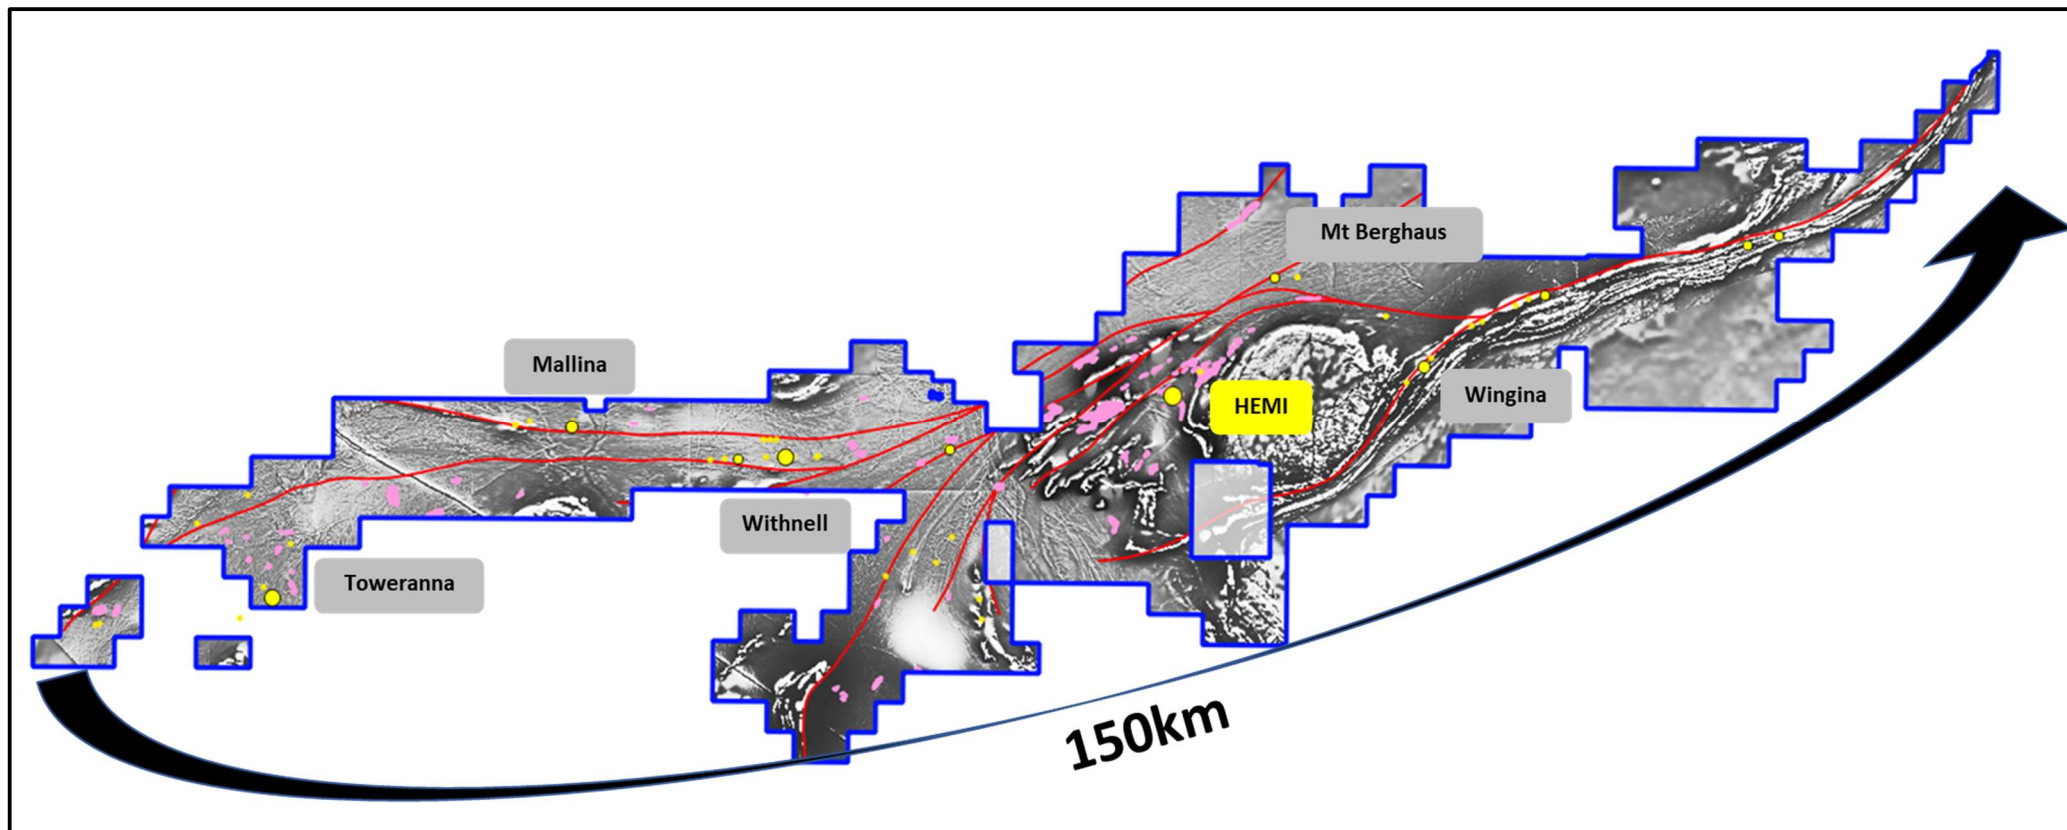 Mt Berghaus
Mallina
Wingina
HEMI
Withnell
Toweranna
150km